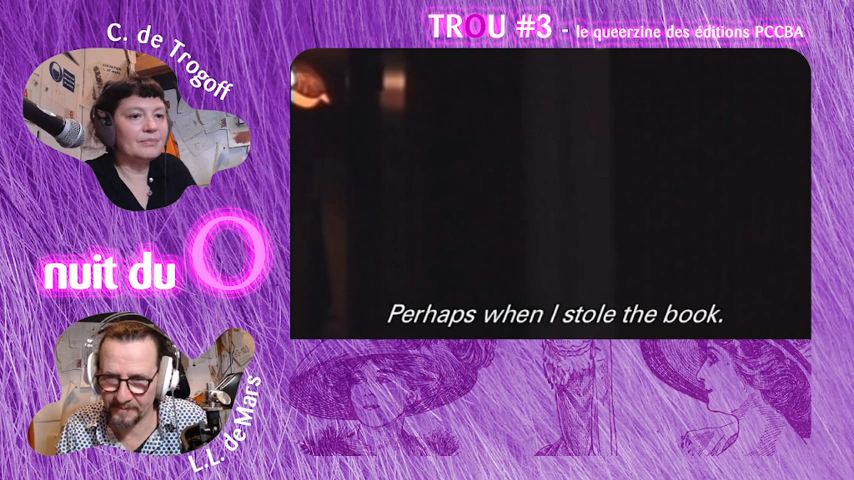 TROU #3 - le queerzine des éditions PCCBA
C. de Trogoff
nuit du O
Perhaps when I stole the book.
L.L. de Mars